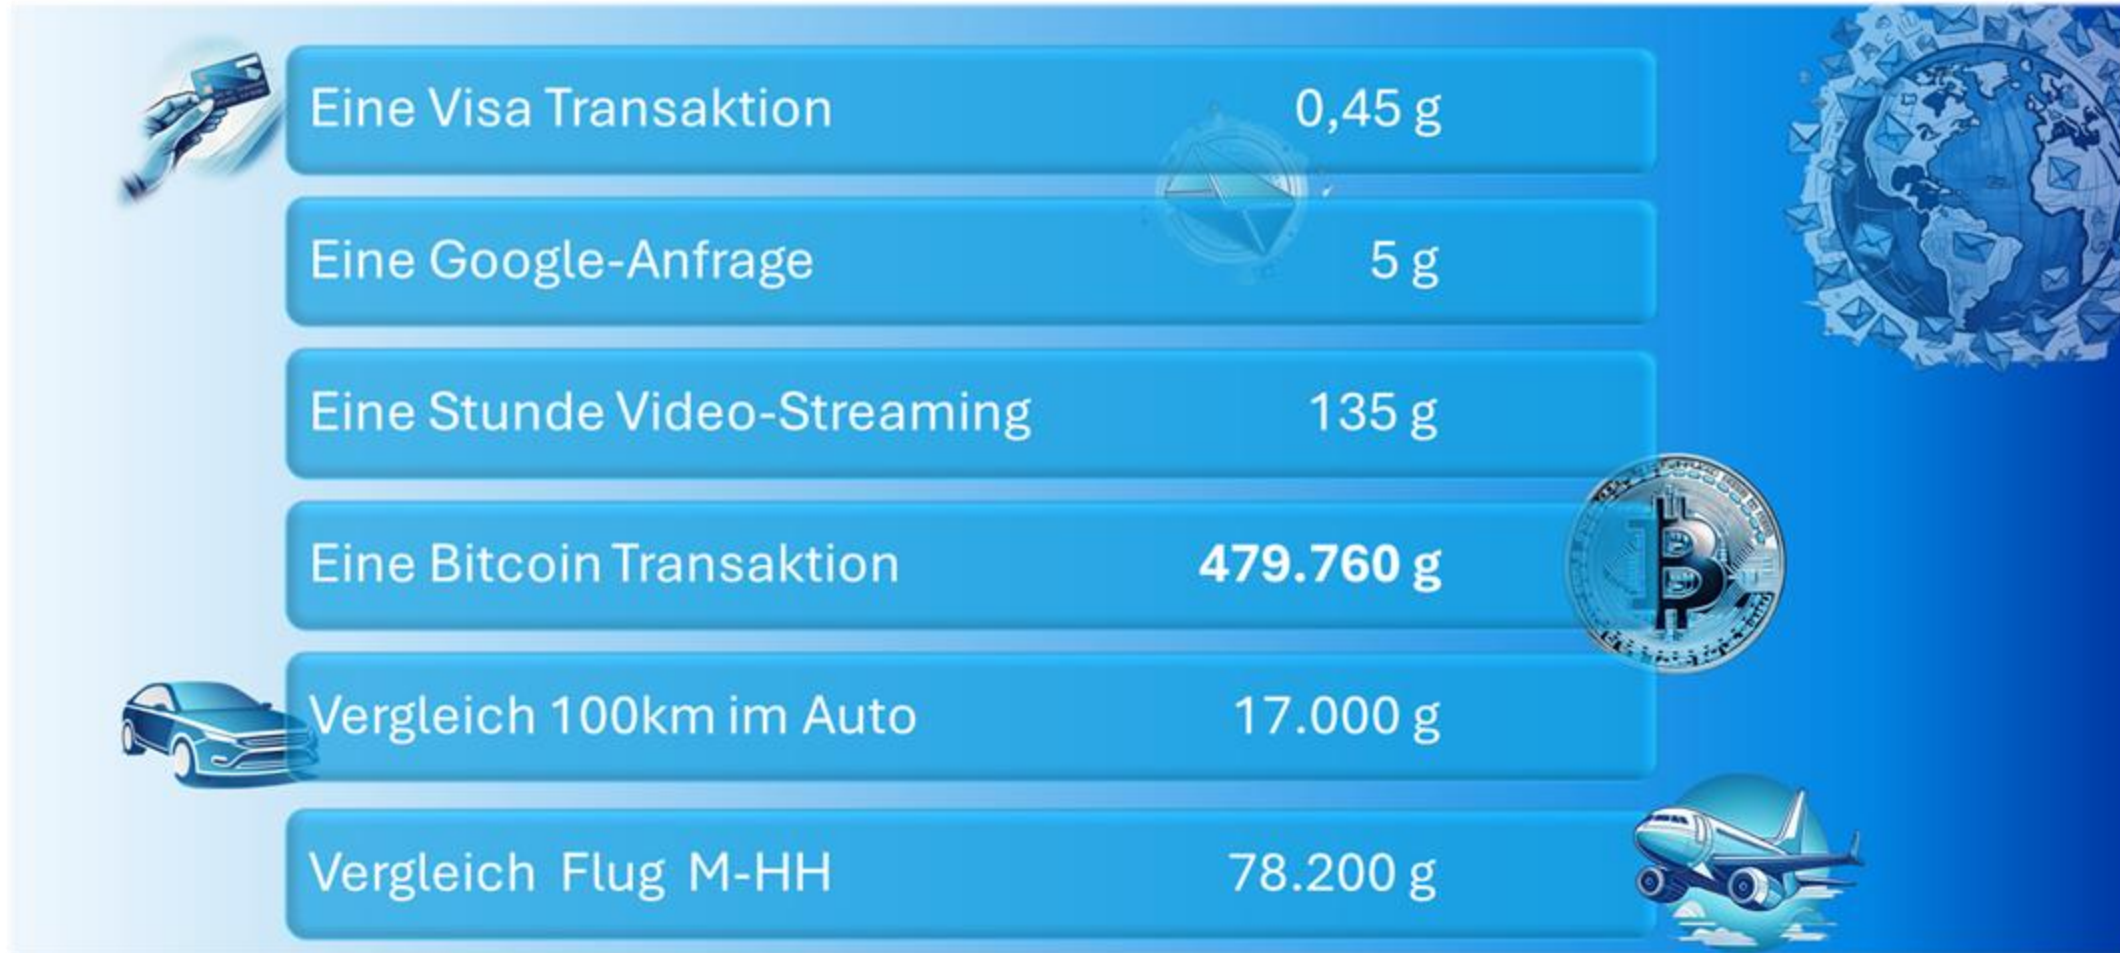 Eine Visa Transaktion 0,45 g
Eine Google-Anfrage 5 g
Eine Stunde Video-Streaming 135 g
Eine Bitcoin Transaktion 479.760 g
Vergleich 100km im Auto 17.000 g
Vergleich Flug M-HH 78.200 g